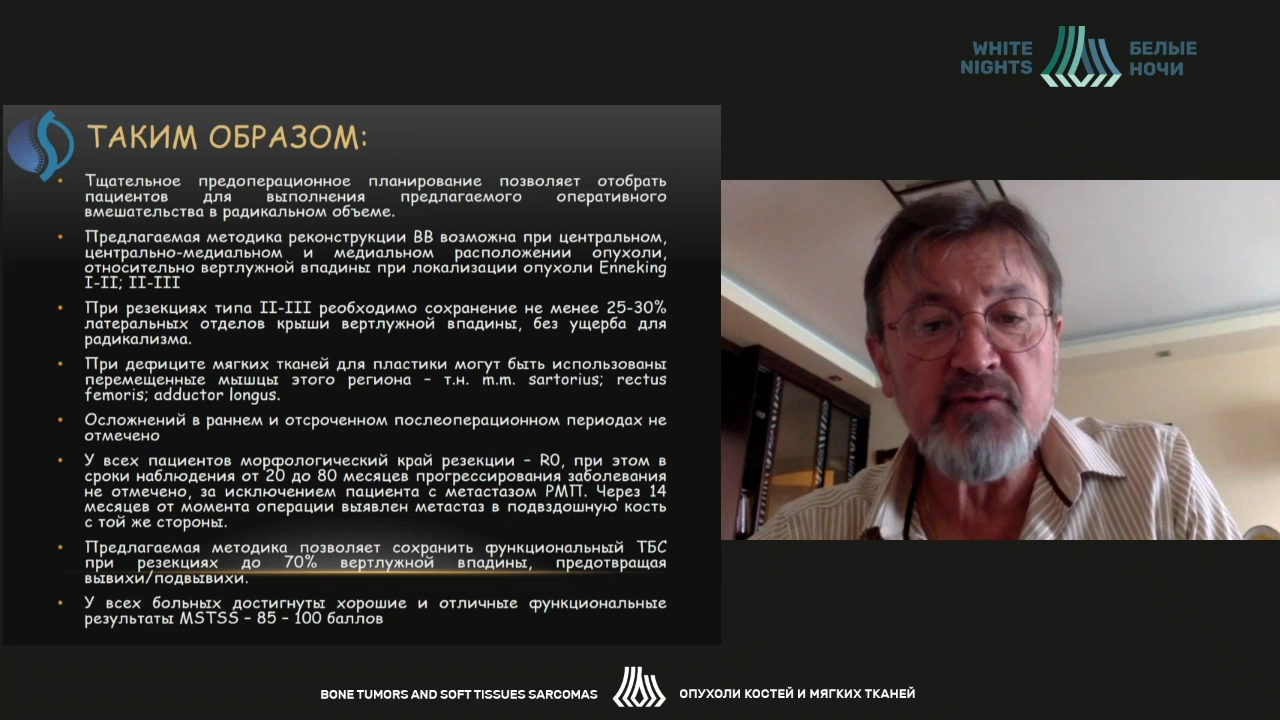 WHITE
NIGHTS
БЕЛЫЕ
НОЧИ
ТАКИМ ОБРАЗОМ:
• Тщательное предоперационное планирование позволяет отобрать
пациентов для выполнения предлагаемого оперативного
вмешательства в радикальном объеме.
• Предлагаемая методика реконструкции ВВ возможна при центральном,
центрально-медиальном и медиальном расположении опухоли,
относительно вертлужной впадины при локализации опухоли Enneking
I-II; II-III
• При резекциях типа II-III реобходимо сохранение не менее 25-30%
латеральных отделов крыши вертлужной впадины, без ущерба для
радикализма.
• При дефиците мягких тканей для пластики могут быть использованы
перемещенные мышцы этого региона – т.н. m.m. sartorius; rectus
femoris; adductor longus.
• Осложнений в раннем и отсроченном послеоперационном периодах не
отмечено
• У всех пациентов морфологический край резекции – R0, при этом в
сроки наблюдения от 20 до 80 месяцев прогрессирования заболевания
не отмечено, за исключением пациента с метастазом РМП. Через 14
месяцев от момента операции выявлен метастаз в подвздошную кость
с той же стороны.
• Предлагаемая методика позволяет сохранить функциональный ТБС
при резекциях до 70% вертлужной впадины, предотвращая
вывихи/подвывихи.
• У всех больных достигнуты хорошие и отличные функциональные
результаты MSTSS – 85 – 100 баллов
BONE TUMORS AND SOFT TISSUES SARCOMAS
ОПУХОЛИ КОСТЕЙ И МЯГКИХ ТКАНЕЙ